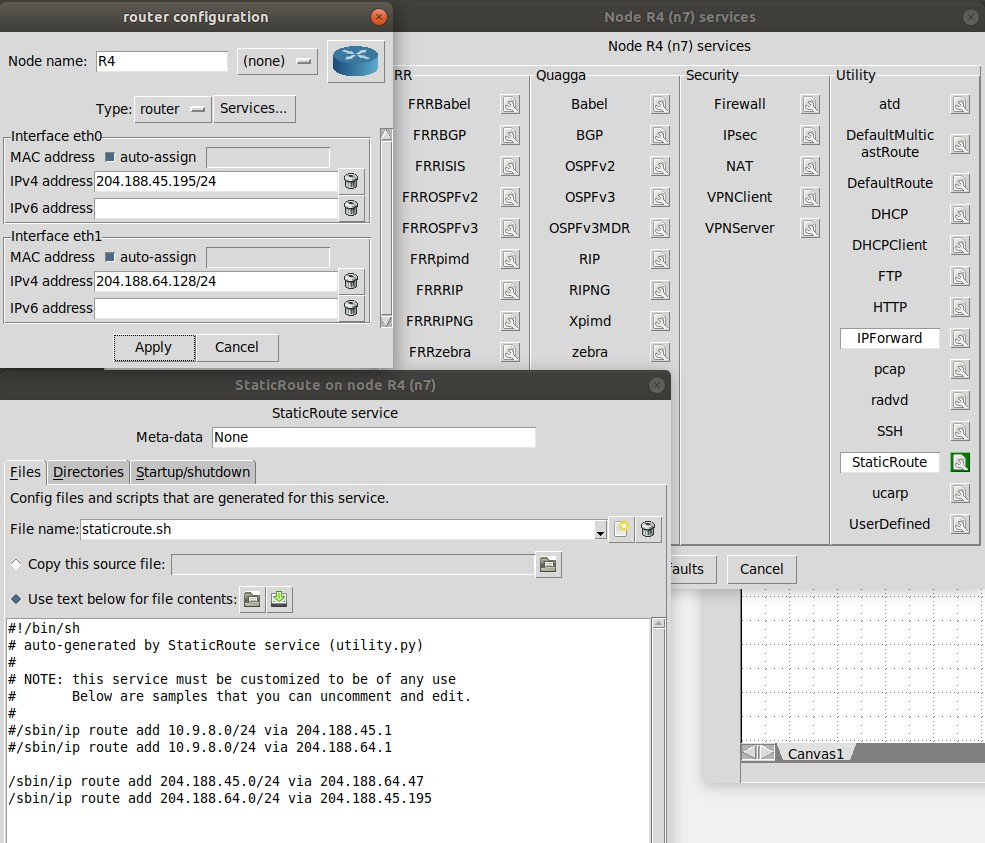 router configuration
Node name: R4 (none)
Type: router Services...
Interface eth0
MAC address auto-assign
IPv4 address 204.188.45.195/24
IPv6 address
Interface eth1
MAC address auto-assign
IPv4 address 204.188.64.128/24
IPv6 address
Apply Cancel
Node R4 (n7) services
Node R4 (n7) services
RR
FRRBabel
FRRBGP
FRRISIS
FRROSPFv2
FRROSPFv3
FRRpimd
FRRRIP
FRRRIPNG
FRRzebra
Quagga
Babel
BGP
OSPFv2
OSPFv3
OSPFv3MDR
RIP
RIPNG
Xpimd
zebra
Security
Firewall
IPsec
NAT
VPNClient
VPNServer
Utility
atd
DefaultMultic
astRoute
DefaultRoute
DHCP
DHCPClient
FTP
HTTP
IPForward
pcap
radvd
SSH
StaticRoute
ucarp
UserDefined
aults Cancel
StaticRoute on node R4 (n7)
StaticRoute service
Meta-data None
Files Directories Startup/shutdown
Config files and scripts that are generated for this service.
File name: staticroute.sh
Copy this source file:
Use text below for file contents:
#!/bin/sh
# auto-generated by StaticRoute service (utility.py)
#
# NOTE: this service must be customized to be of any use
#       Below are samples that you can uncomment and edit.
#
#/sbin/ip route add 10.9.8.0/24 via 204.188.45.1
#/sbin/ip route add 10.9.8.0/24 via 204.188.64.1
/sbin/ip route add 204.188.45.0/24 via 204.188.64.47
/sbin/ip route add 204.188.64.0/24 via 204.188.45.195
Canvas1